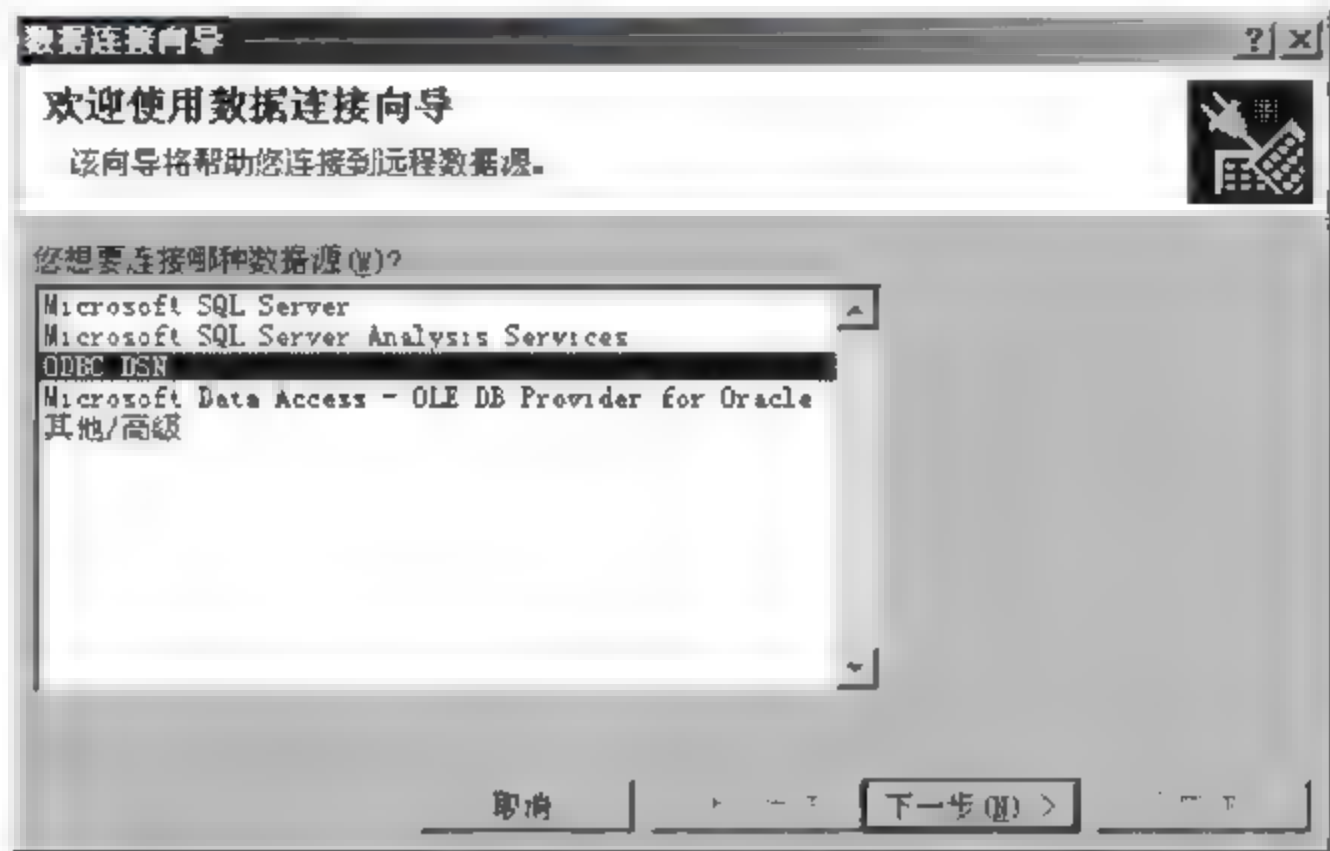 数据连接向导
欢迎使用数据连接向导
该向导将帮助您连接到远程数据源。
您想要连接哪种数据源(W)?
Microsoft SQL Server
Microsoft SQL Server Analysis Services
ODBC DSN
Microsoft Data Access - OLE DB Provider for Oracle
其他/高级
取消
下一步(N) >